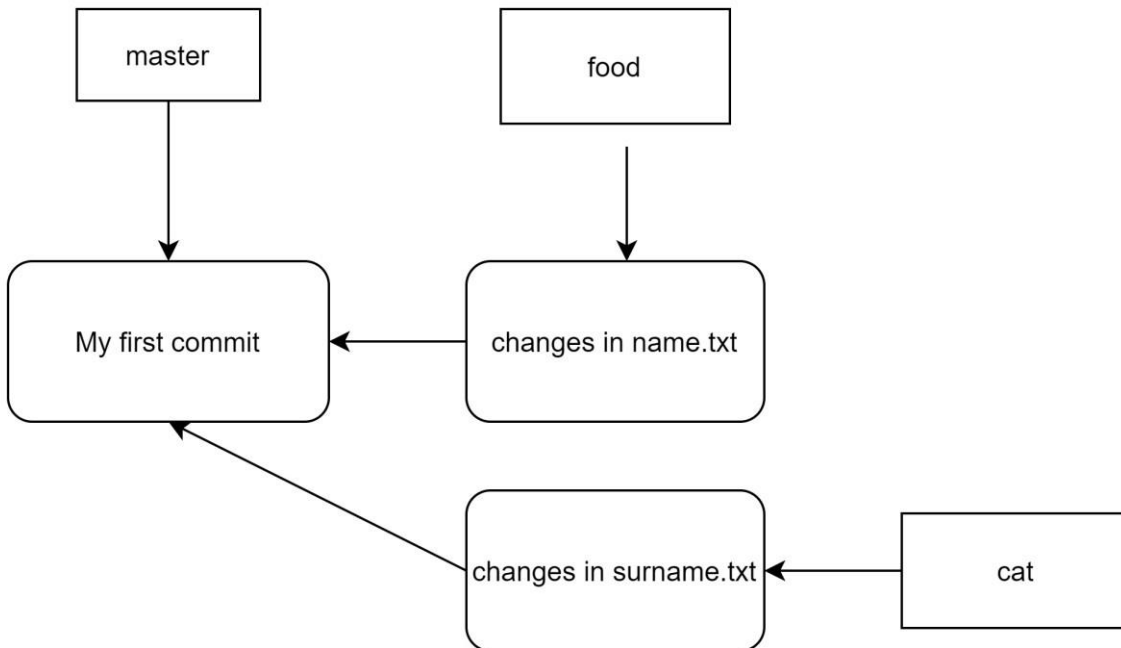 master
food
My first commit
changes in name.txt
changes in surname.txt
cat